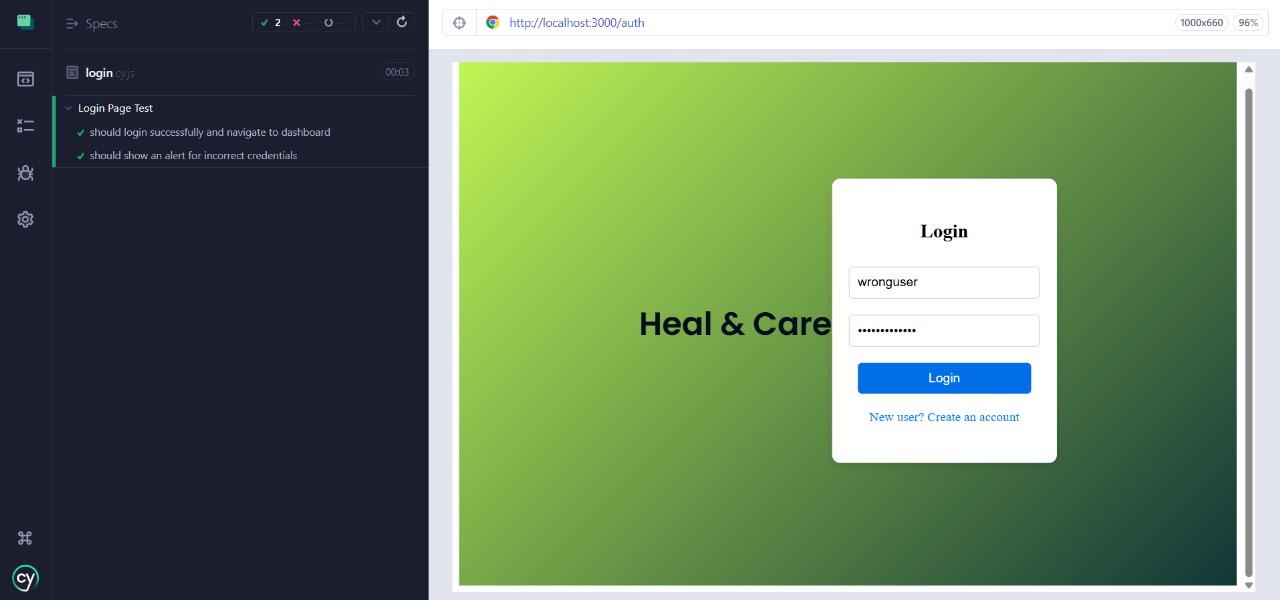 Specs
2 -- --
login.cy.js
00:03
Login Page Test
should login successfully and navigate to dashboard
should show an alert for incorrect credentials
cy
http://localhost:3000/auth
1000x660
96%
Heal & Care
Login
wronguser
•••••••••••••
Login
New user? Create an account